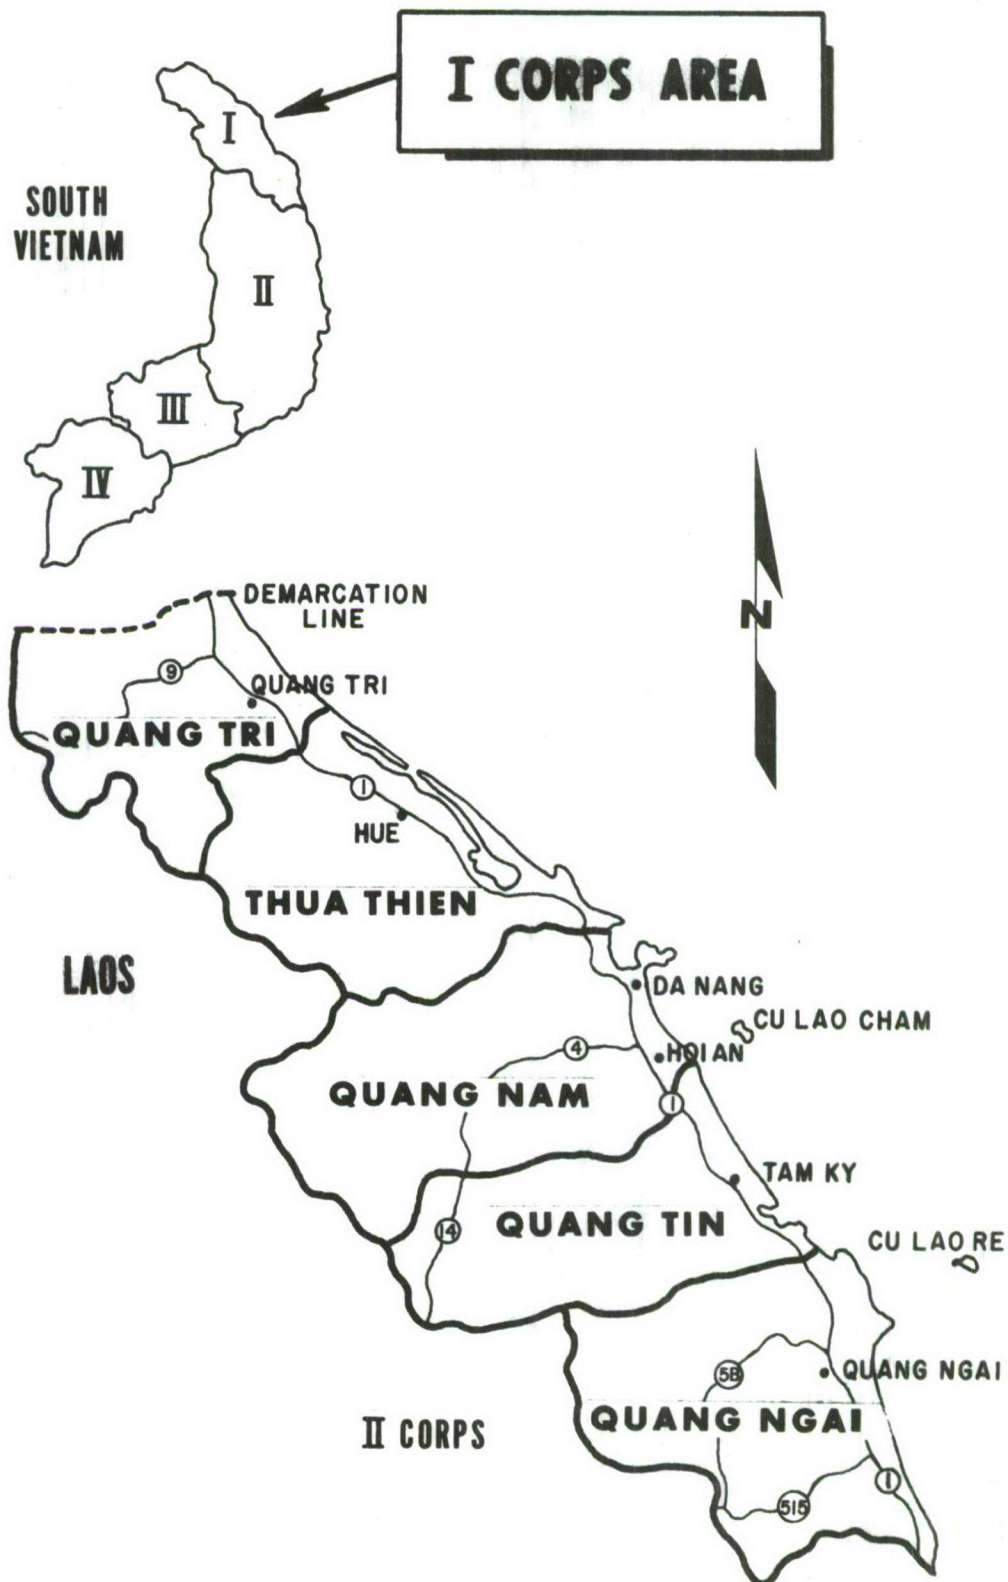 I CORPS AREA
I
SOUTH
VIETNAM
II
III
IV
DEMARCATION
LINE
N
9
QUANG TRI
QUANG TRI
1
HUE
THUA THIEN
LAOS
DA NANG
CU LAO CHAM
4
HOI AN
QUANG NAM
1
TAM KY
QUANG TIN
14
CU LAO RE
5B
QUANG NGAI
QUANG NGAI
II CORPS
1
515